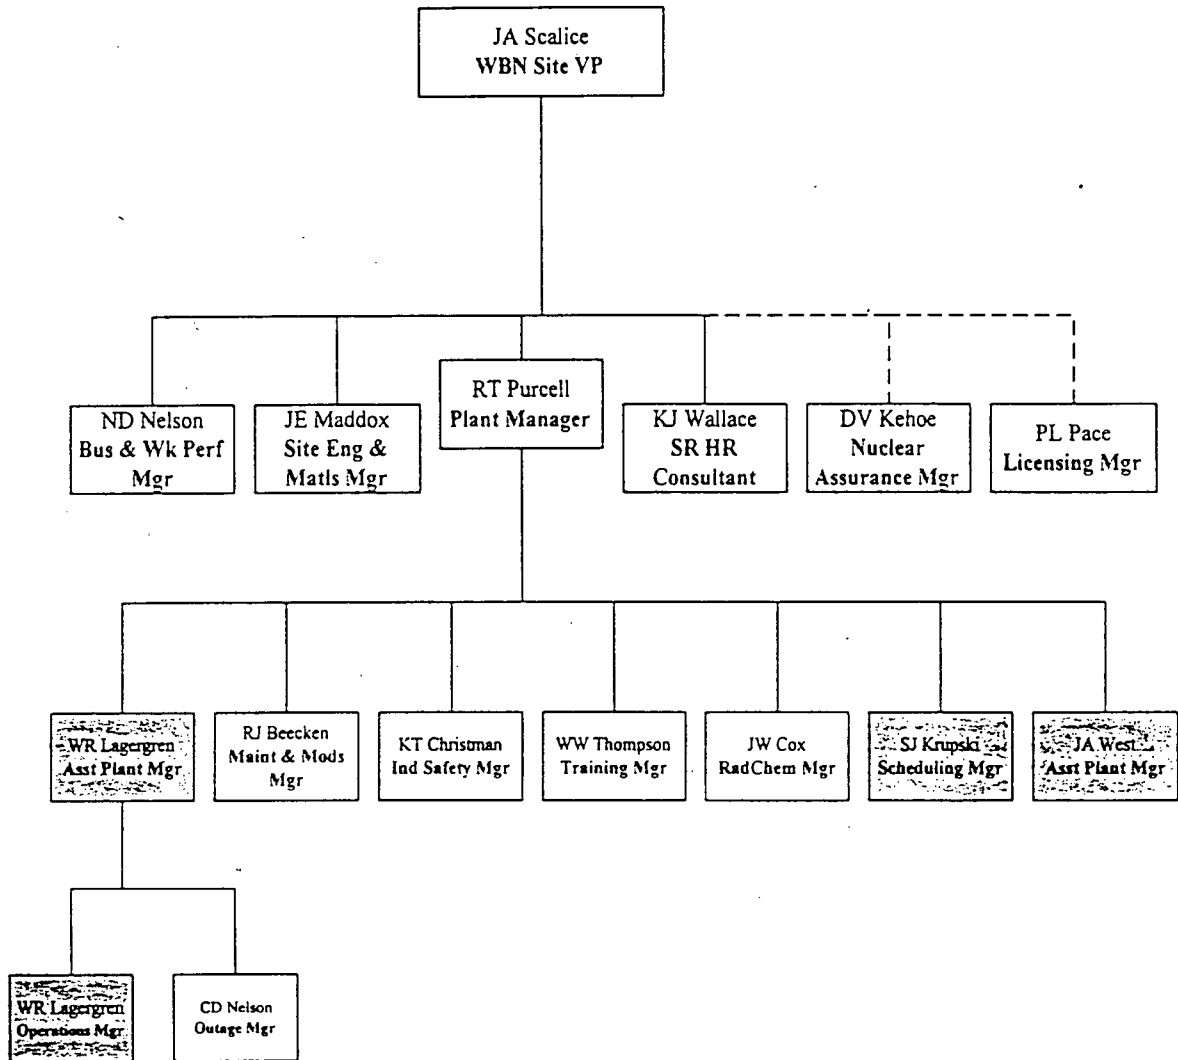 JA Scalice
WBN Site VP
RT Purcell
Plant Manager
ND Nelson
Bus & Wk Perf
Mgr
JE Maddox
Site Eng &
Matls Mgr
KJ Wallace
SR HR
Consultant
DV Kehoe
Nuclear
Assurance Mgr
PL Pace
Licensing Mgr
WR Lagergren
Asst Plant Mgr
RJ Beecken
Maint & Mods
Mgr
KT Christman
Ind Safety Mgr
WW Thompson
Training Mgr
JW Cox
RadChem Mgr
SJ Krupski
Scheduling Mgr
JA West
Asst Plant Mgr
WR Lagergren
Operations Mgr
CD Nelson
Outage Mgr